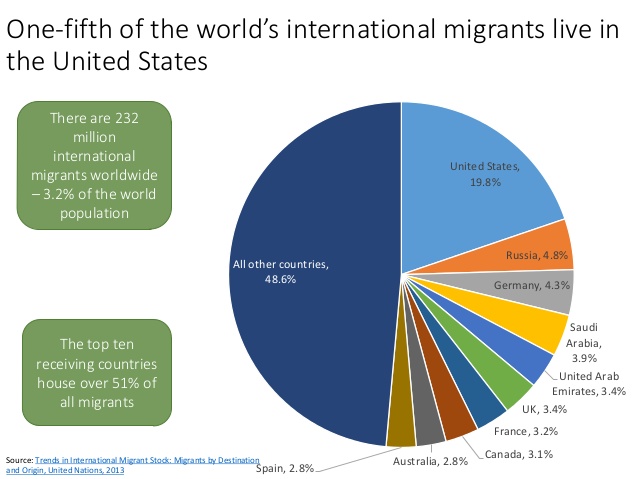 One-fifth of the world’s international migrants live in
the United States
There are 232
million
international
migrants worldwide
– 3.2% of the world
population
The top ten
receiving countries
house over 51% of
all migrants
United States,
19.8%
Russia, 4.8%
Germany, 4.3%
Saudi
Arabia,
3.9%
United Arab
Emirates, 3.4%
UK, 3.4%
France, 3.2%
Canada, 3.1%
Australia, 2.8%
Spain, 2.8%
All other countries,
48.6%
Source: Trends in International Migrant Stock: Migrants by Destination
and Origin, United Nations, 2013